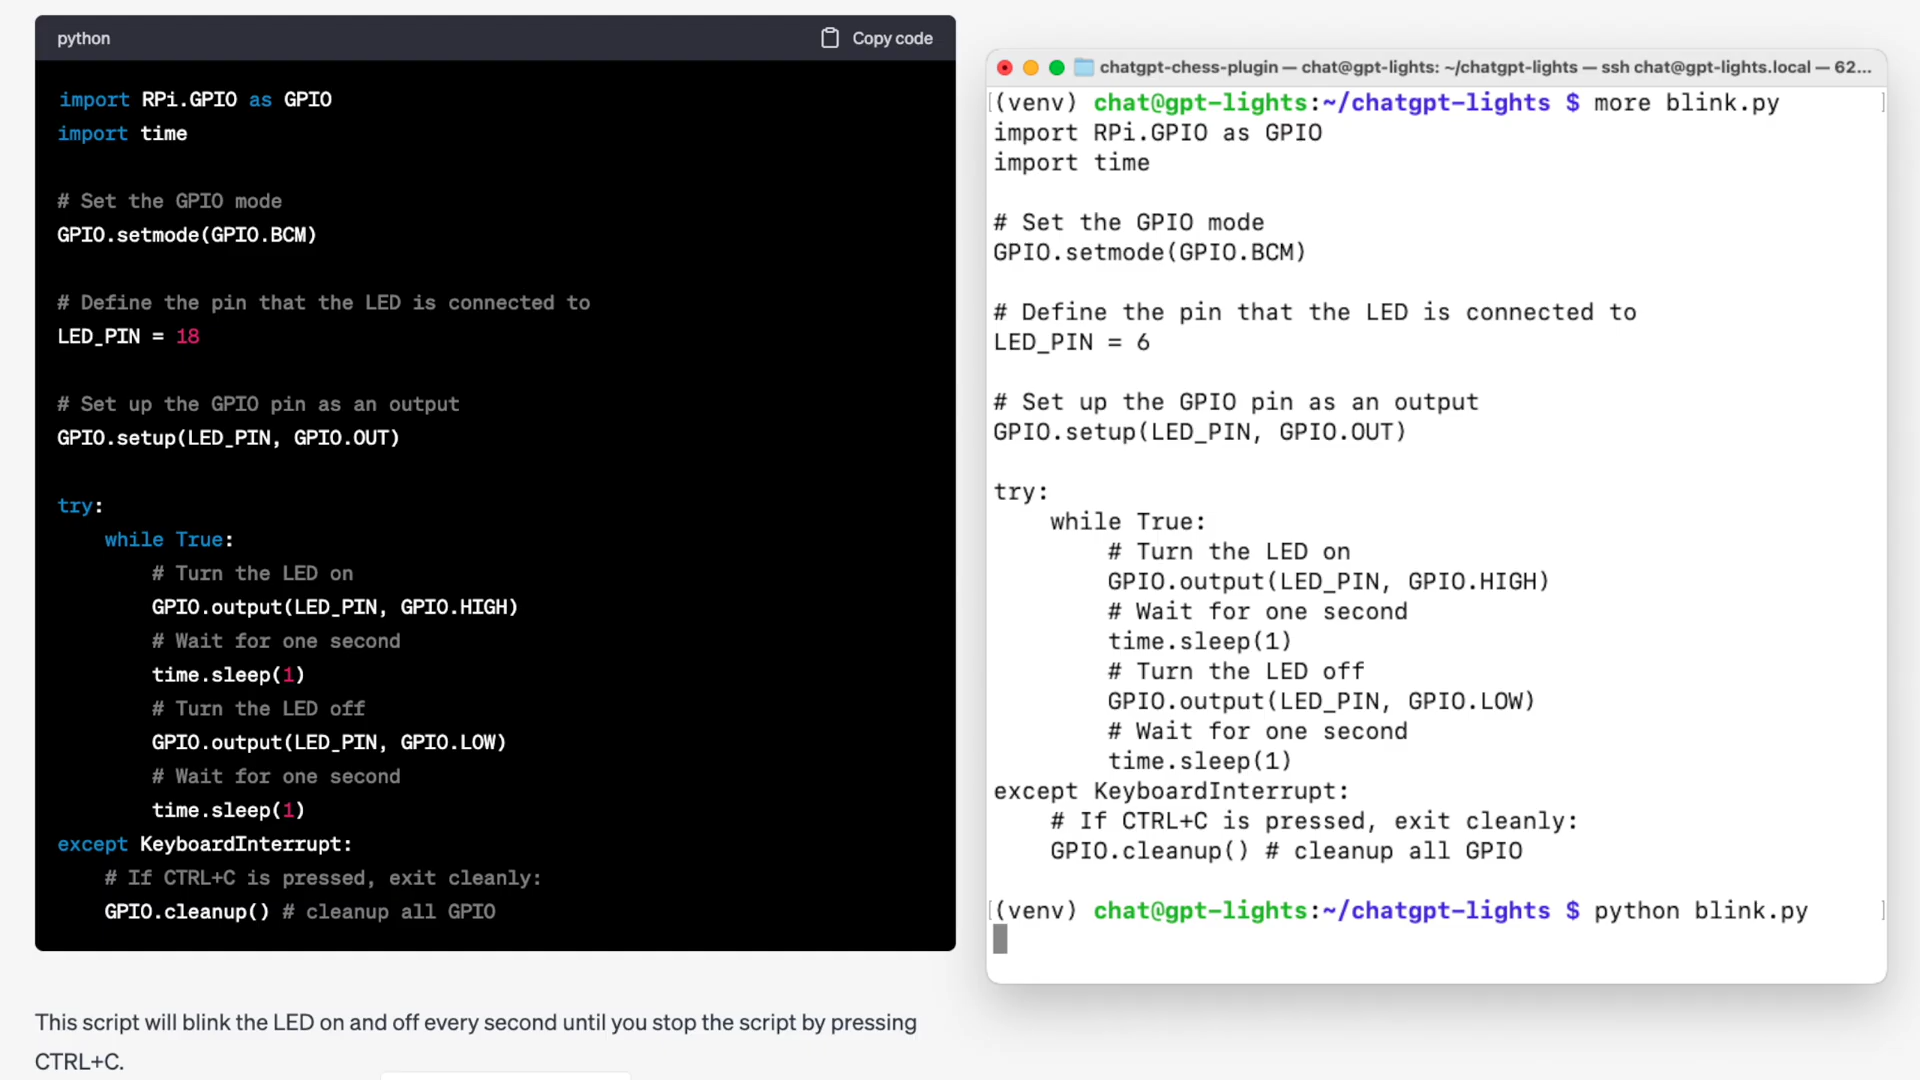 python
Copy code
import RPi.GPIO as GPIO
import time
# Set the GPIO mode
GPIO.setmode(GPIO.BCM)
# Define the pin that the LED is connected to
LED_PIN = 18
# Set up the GPIO pin as an output
GPIO.setup(LED_PIN, GPIO.OUT)
try:
    while True:
        # Turn the LED on
        GPIO.output(LED_PIN, GPIO.HIGH)
        # Wait for one second
        time.sleep(1)
        # Turn the LED off
        GPIO.output(LED_PIN, GPIO.LOW)
        # Wait for one second
        time.sleep(1)
except KeyboardInterrupt:
    # If CTRL+C is pressed, exit cleanly:
    GPIO.cleanup() # cleanup all GPIO
This script will blink the LED on and off every second until you stop the script by pressing
CTRL+C.
chatgpt-chess-plugin — chat@gpt-lights: ~/chatgpt-lights — ssh chat@gpt-lights.local — 62...
[(venv) chat@gpt-lights:~/chatgpt-lights $ more blink.py ]
import RPi.GPIO as GPIO
import time
# Set the GPIO mode
GPIO.setmode(GPIO.BCM)
# Define the pin that the LED is connected to
LED_PIN = 6
# Set up the GPIO pin as an output
GPIO.setup(LED_PIN, GPIO.OUT)
try:
    while True:
        # Turn the LED on
        GPIO.output(LED_PIN, GPIO.HIGH)
        # Wait for one second
        time.sleep(1)
        # Turn the LED off
        GPIO.output(LED_PIN, GPIO.LOW)
        # Wait for one second
        time.sleep(1)
except KeyboardInterrupt:
    # If CTRL+C is pressed, exit cleanly:
    GPIO.cleanup() # cleanup all GPIO
[(venv) chat@gpt-lights:~/chatgpt-lights $ python blink.py ]